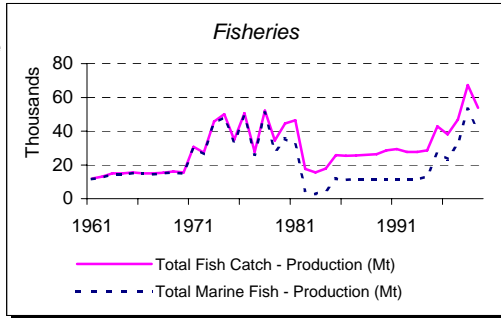 Fisheries
Thousands
80
60
40
20
0
1961 1971 1981 1991
Total Fish Catch - Production (Mt)
Total Marine Fish - Production (Mt)